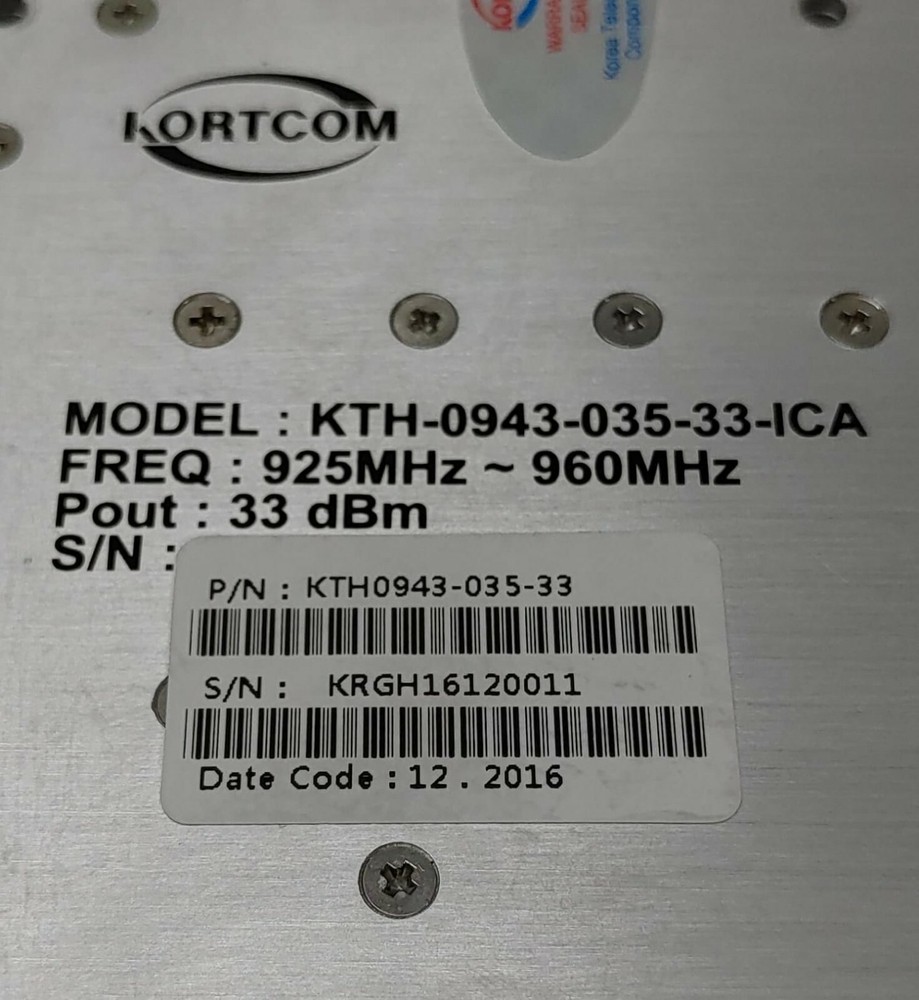 KORTCOM
Korea
MODEL : KTH-0943-035-33-ICA
FREQ : 925MHz ~ 960MHz
Pout : 33 dBm
S/N :
P/N : KTH0943-035-33
S/N : KRGH16120011
Date Code : 12 . 2016